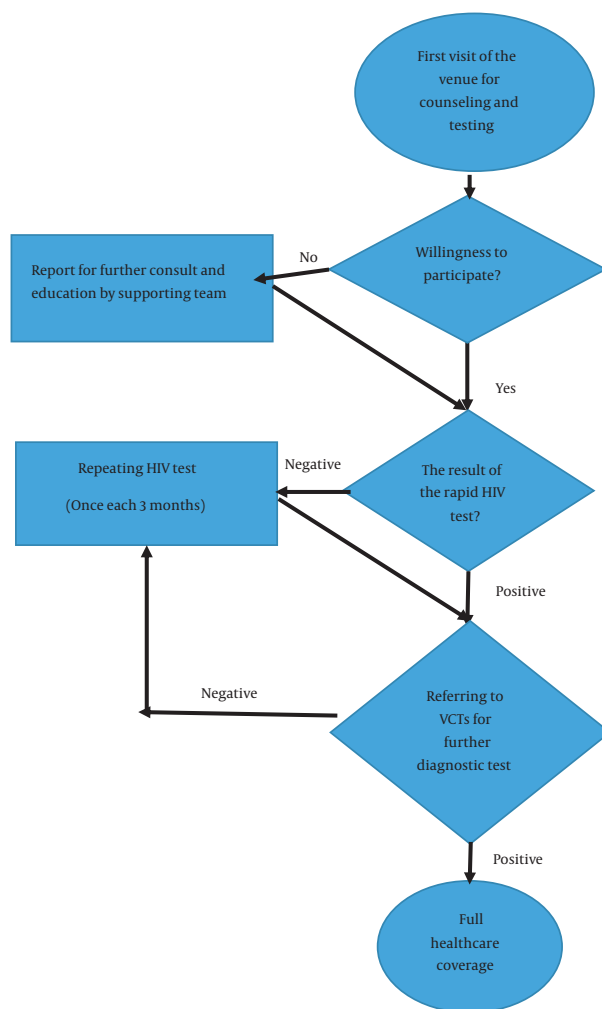 First visit of the
venue for
counseling and
testing
Willingness to
participate?
No
Report for further consult and
education by supporting team
Yes
The result of
the rapid HIV
test?
Negative
Repeating HIV test
(Once each 3 months)
Positive
Referring to
VCTs for
further
diagnostic test
Negative
Positive
Full
healthcare
coverage